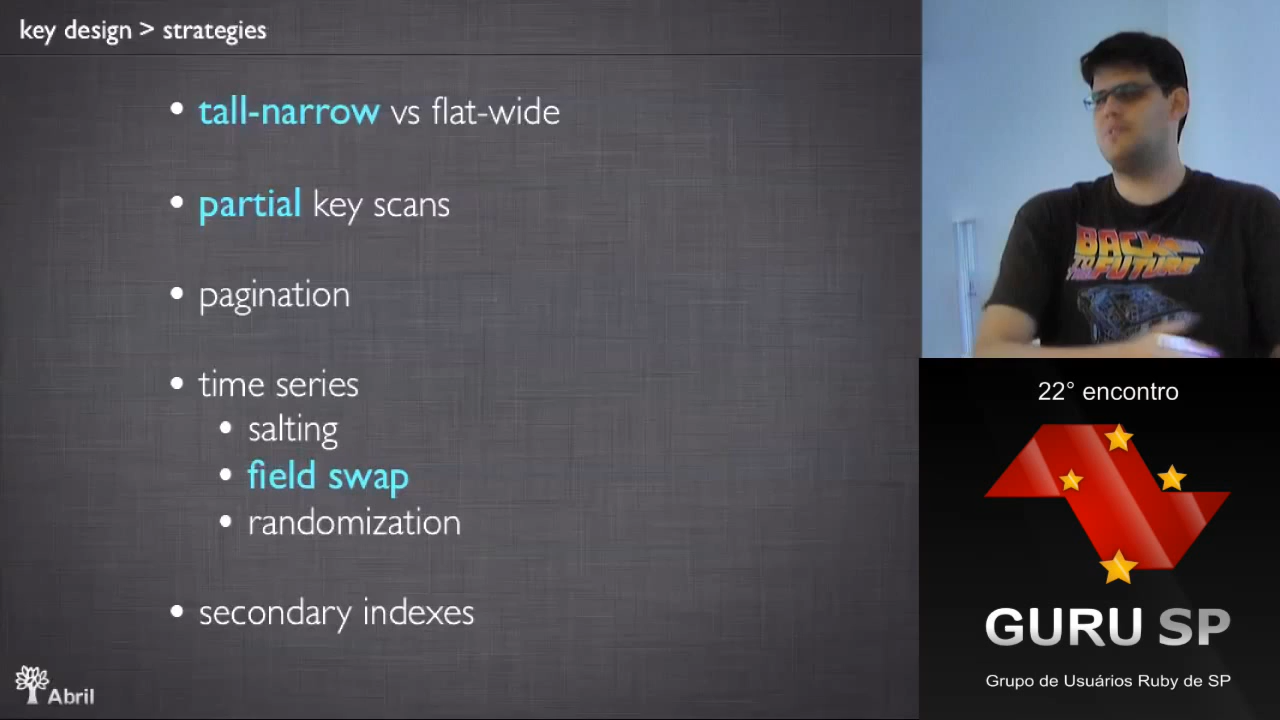 key design > strategies
• tall-narrow vs flat-wide
• partial key scans
• pagination
• time series
• salting
• field swap
• randomization
• secondary indexes
Abril
BACK
TO THE
FUTURE
22° encontro
GURU SP
Grupo de Usuários Ruby de SP